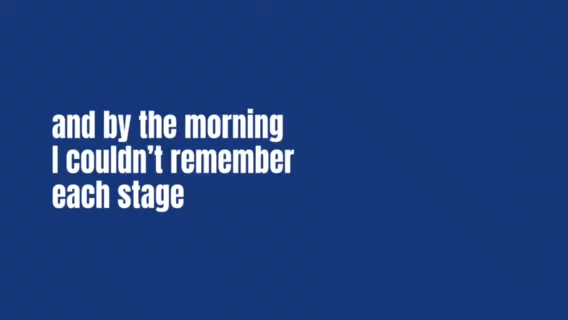 and by the morning
I couldn’t remember
each stage